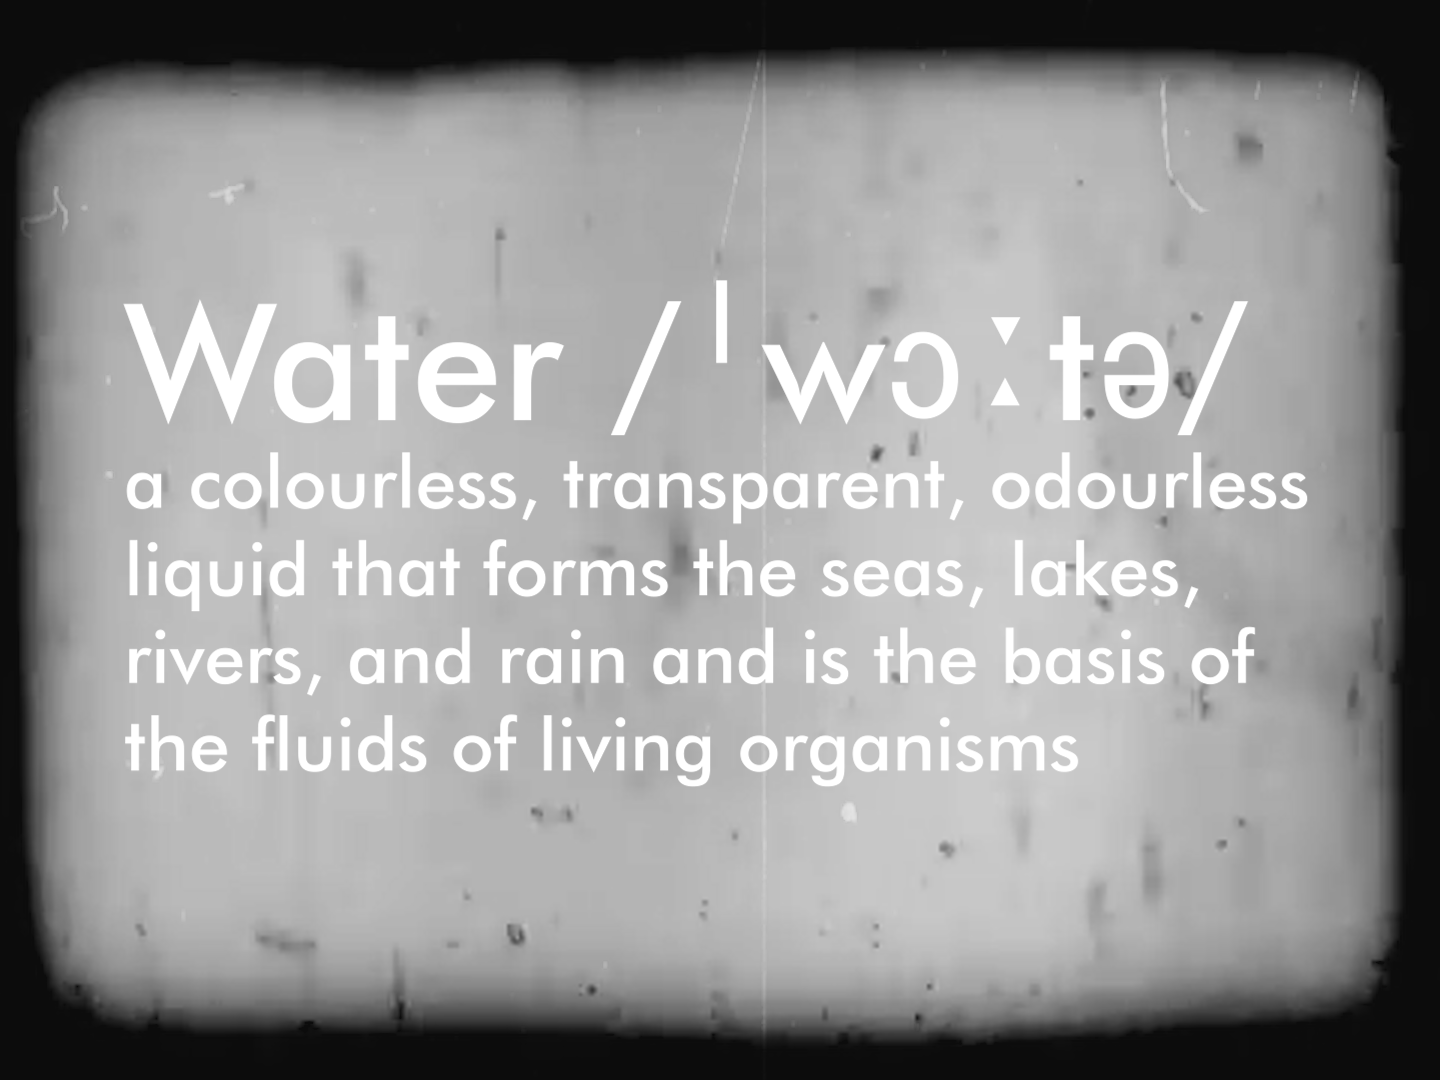 Water /ˈwɔːtə/
a colourless, transparent, odourless
liquid that forms the seas, lakes,
rivers, and rain and is the basis of
the fluids of living organisms